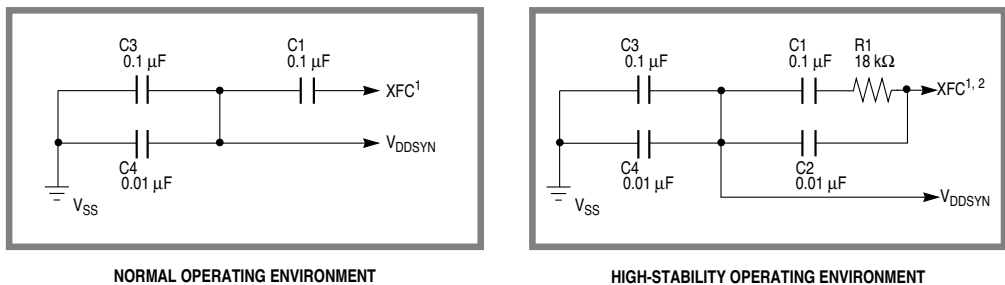 C3
0.1 µF
C1
0.1 µF
XFC1
C4
0.01 µF
VDDSYN
VSS
NORMAL OPERATING ENVIRONMENT
C3
0.1 µF
C1
0.1 µF
R1
18 kΩ
XFC1, 2
C4
0.01 µF
C2
0.01 µF
VDDSYN
VSS
HIGH-STABILITY OPERATING ENVIRONMENT